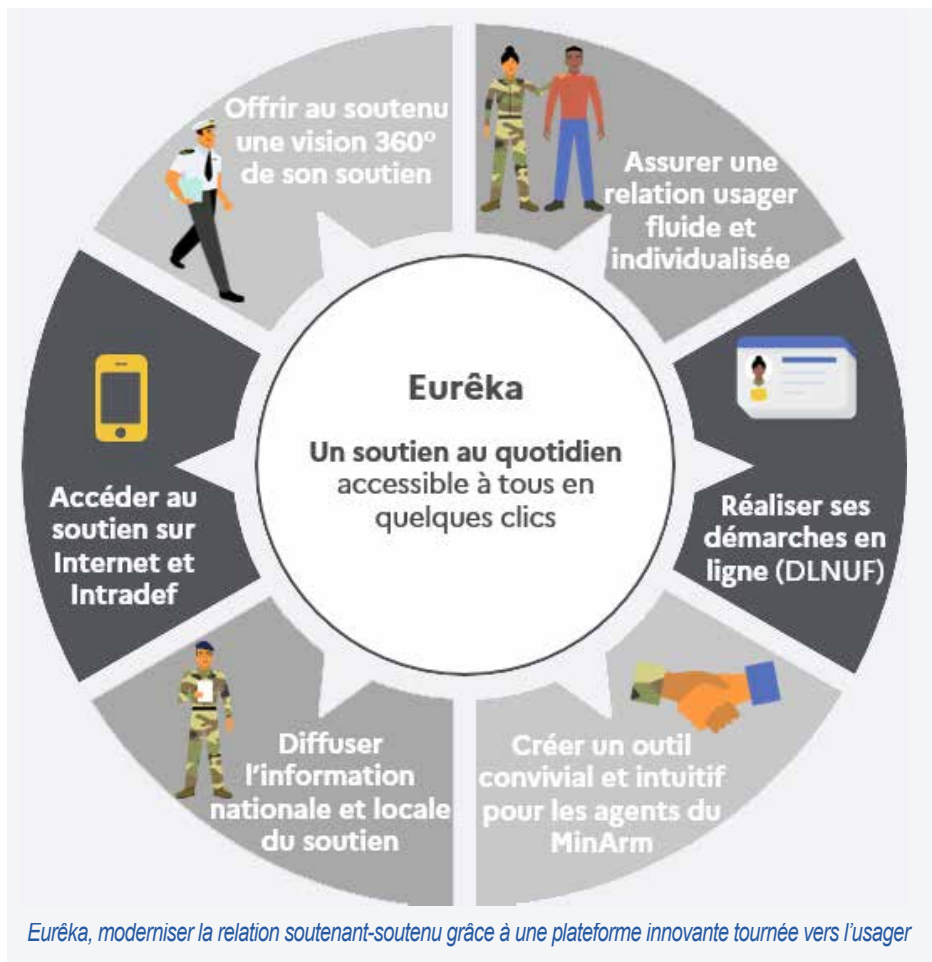 Offrir au soutenu
une vision 360°
de son soutien
Assurer une
relation usager
fluide et
individualisée
Eurêka
Un soutien au quotidien
accessible à tous en
quelques clics
Accéder au
soutien sur
Internet et
Intradef
Réaliser ses
démarches en
ligne (DLNUF)
Diffuser
l'information
nationale et locale
du soutien
Créer un outil
convivial et intuitif
pour les agents du
MinArm
Eurêka, moderniser la relation soutenant-soutenu grâce à une plateforme innovante tournée vers l'usager